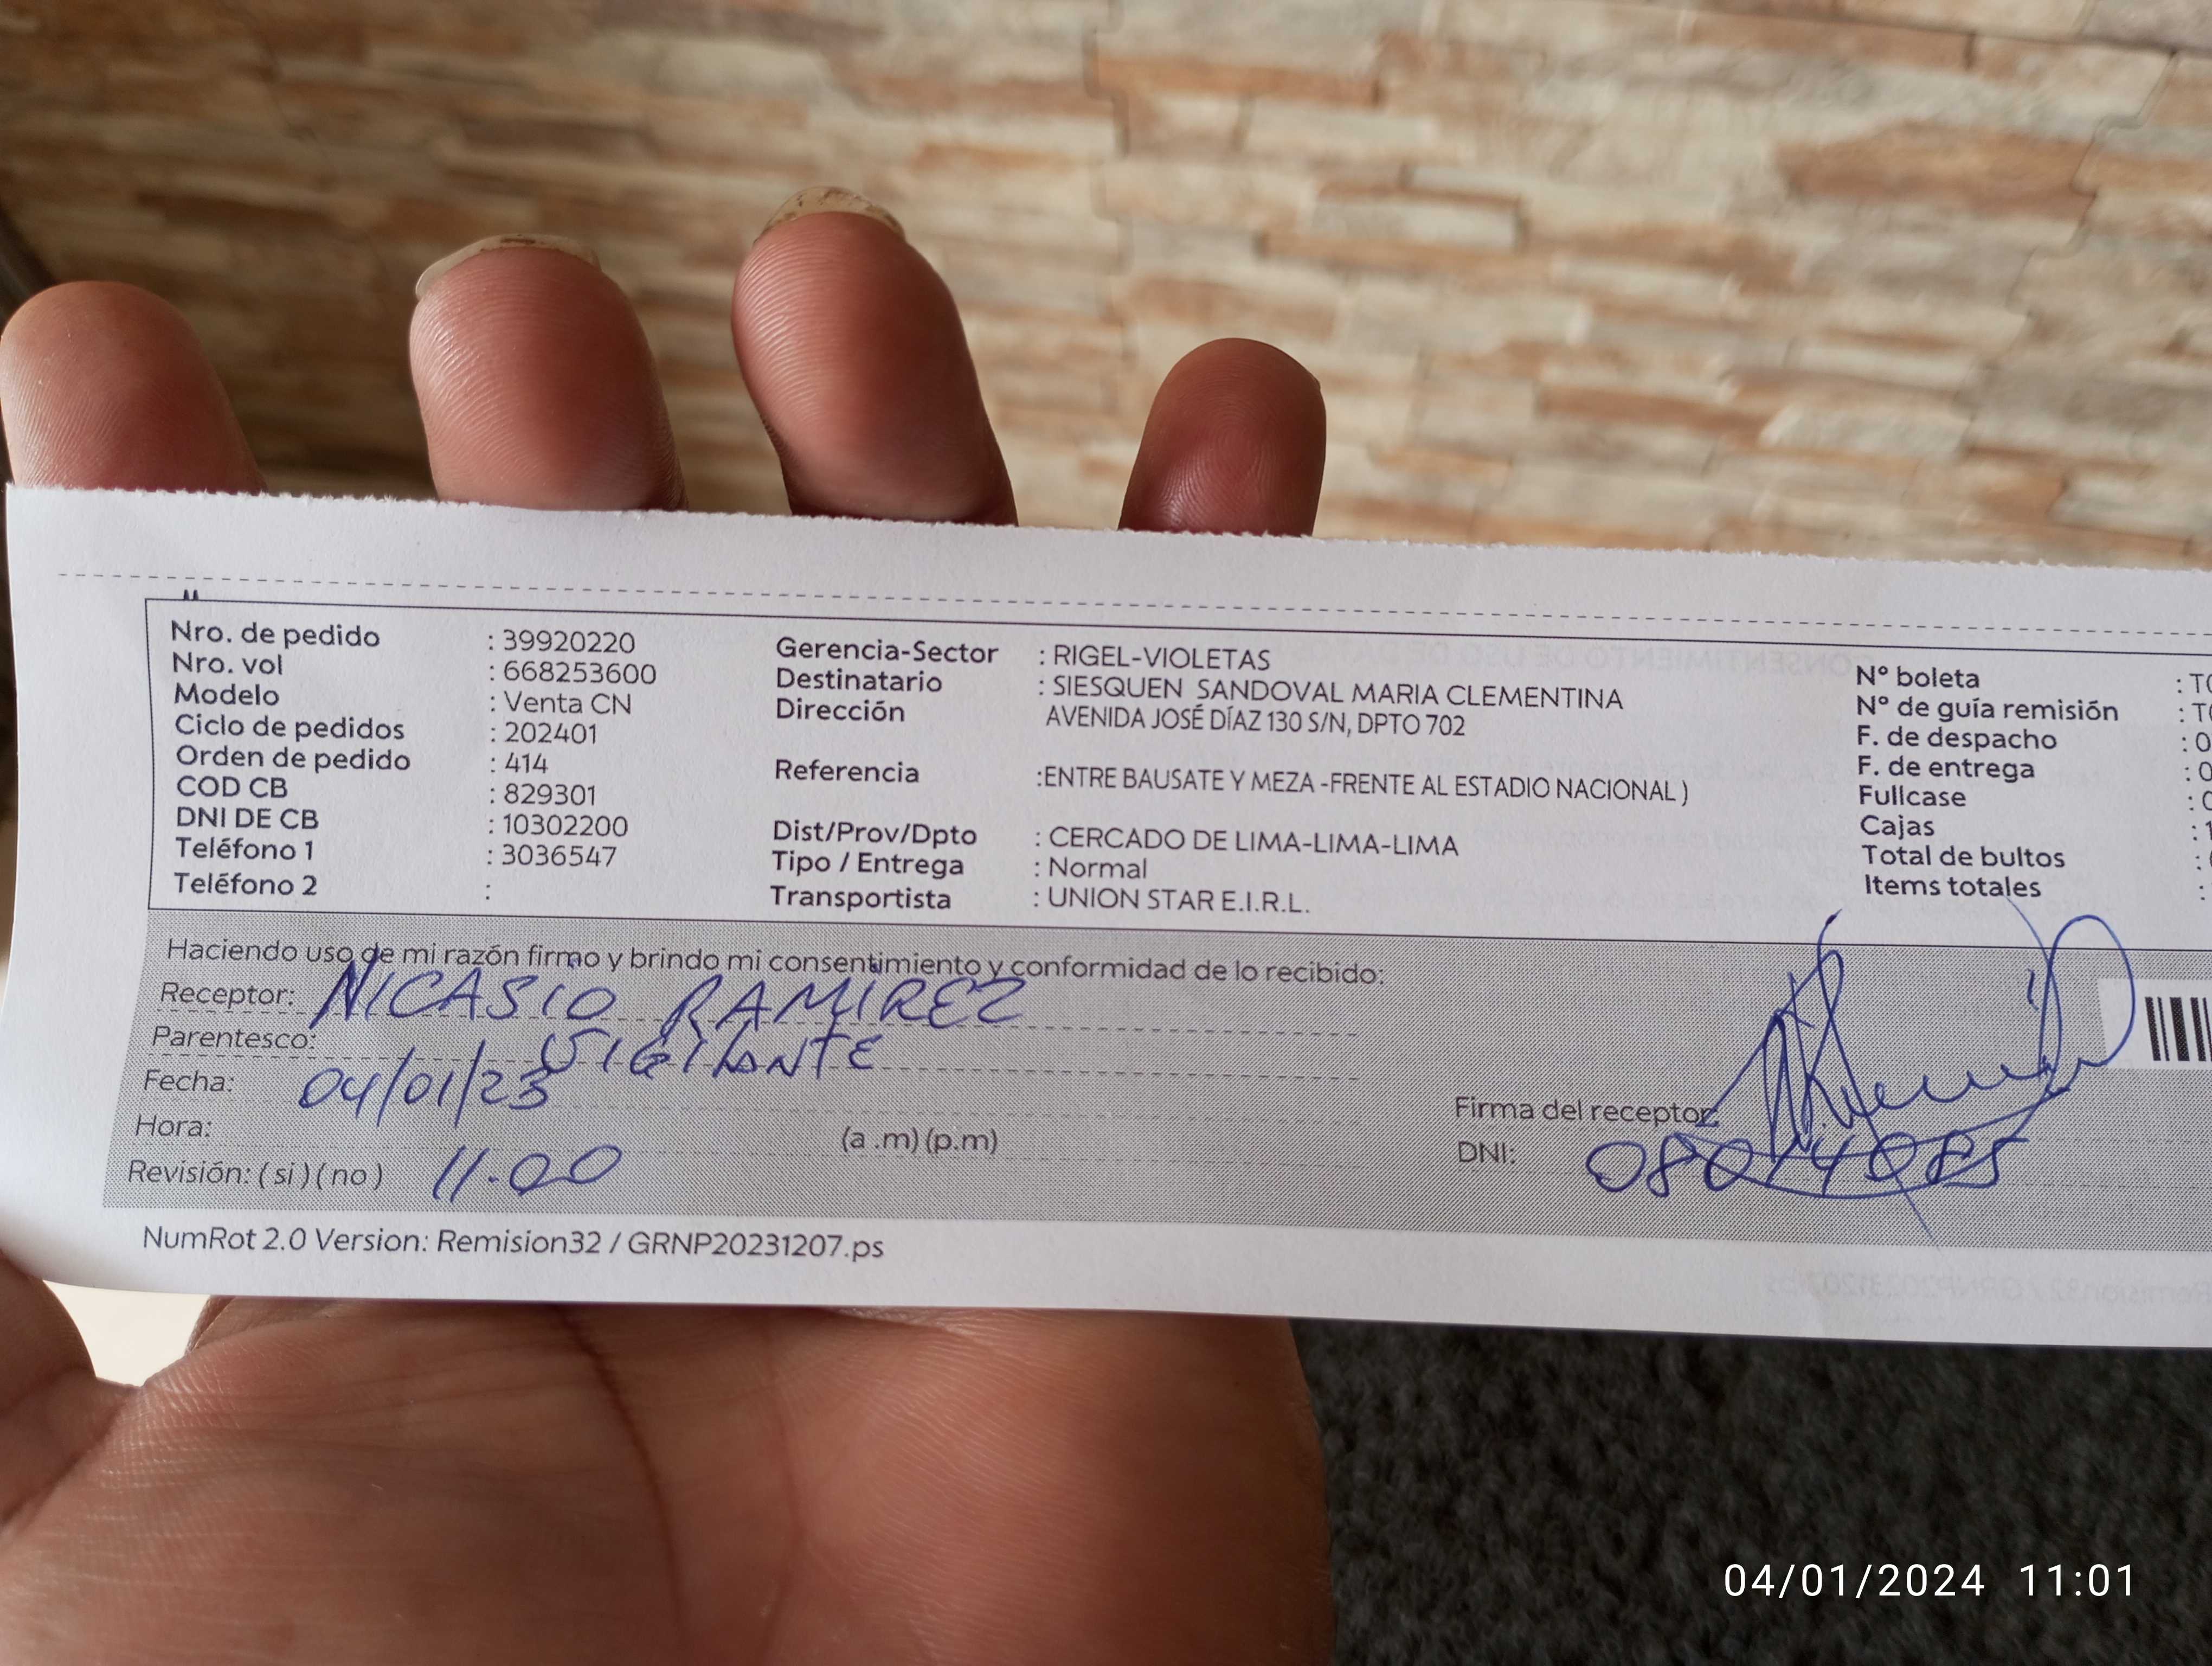 Nro. de pedido : 39920220
Nro. vol : 668253600
Modelo : Venta CN
Ciclo de pedidos : 202401
Orden de pedido : 414
COD CB : 829301
DNI DE CB : 10302200
Teléfono 1 : 3036547
Teléfono 2 :
Gerencia-Sector : RIGEL-VIOLETAS
Destinatario : SIESQUEN SANDOVAL MARIA CLEMENTINA
Dirección AVENIDA JOSÉ DÍAZ 130 S/N, DPTO 702
Referencia :ENTRE BAUSATE Y MEZA -FRENTE AL ESTADIO NACIONAL )
Dist/Prov/Dpto : CERCADO DE LIMA-LIMA-LIMA
Tipo / Entrega : Normal
Transportista : UNION STAR E.I.R.L.
Nº boleta :
Nº de guía remisión :
F. de despacho :
F. de entrega :
Fullcase :
Cajas :
Total de bultos :
Items totales :
Haciendo uso de mi razón firmo y brindo mi consentimiento y conformidad de lo recibido:
Receptor: NICASIO RAMIREZ
Parentesco: VIGILANTE
Fecha: 04/01/23
Hora: (a .m) (p.m)
Revisión: ( si ) ( no ) 11.00
Firma del receptor:
DNI:
NumRot 2.0 Version: Remision32 / GRNP20231207.ps
04/01/2024 11:01